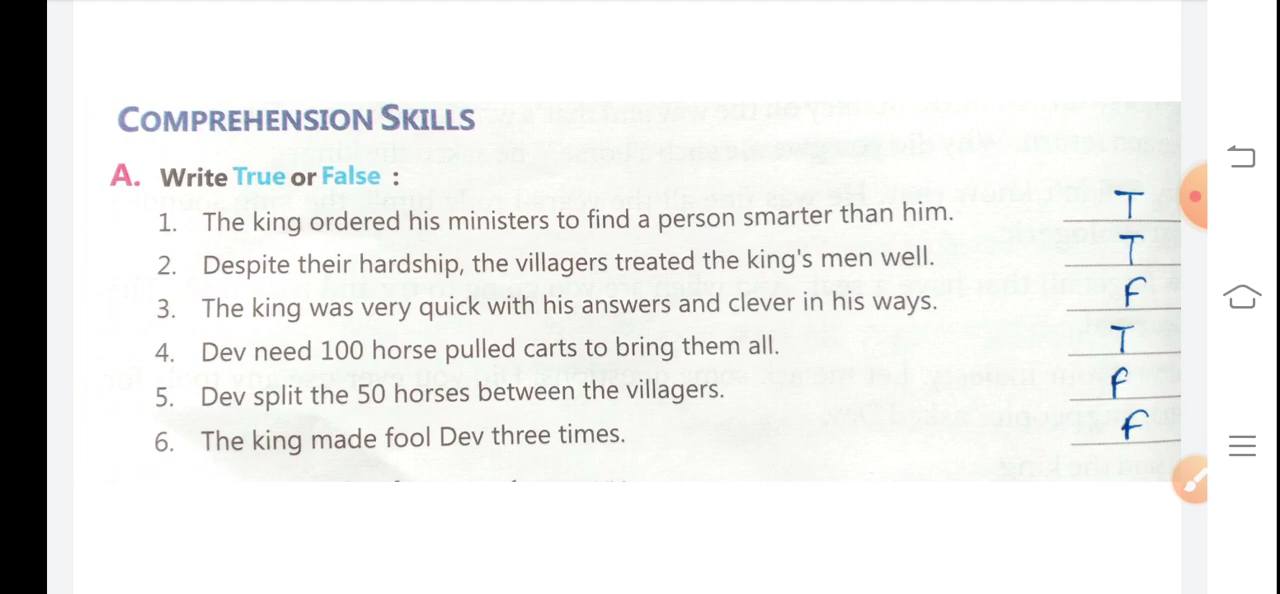 COMPREHENSION SKILLS
A. Write True or False :
1. The king ordered his ministers to find a person smarter than him. T
2. Despite their hardship, the villagers treated the king's men well. T
3. The king was very quick with his answers and clever in his ways. F
4. Dev need 100 horse pulled carts to bring them all. T
5. Dev split the 50 horses between the villagers. F
6. The king made fool Dev three times. F